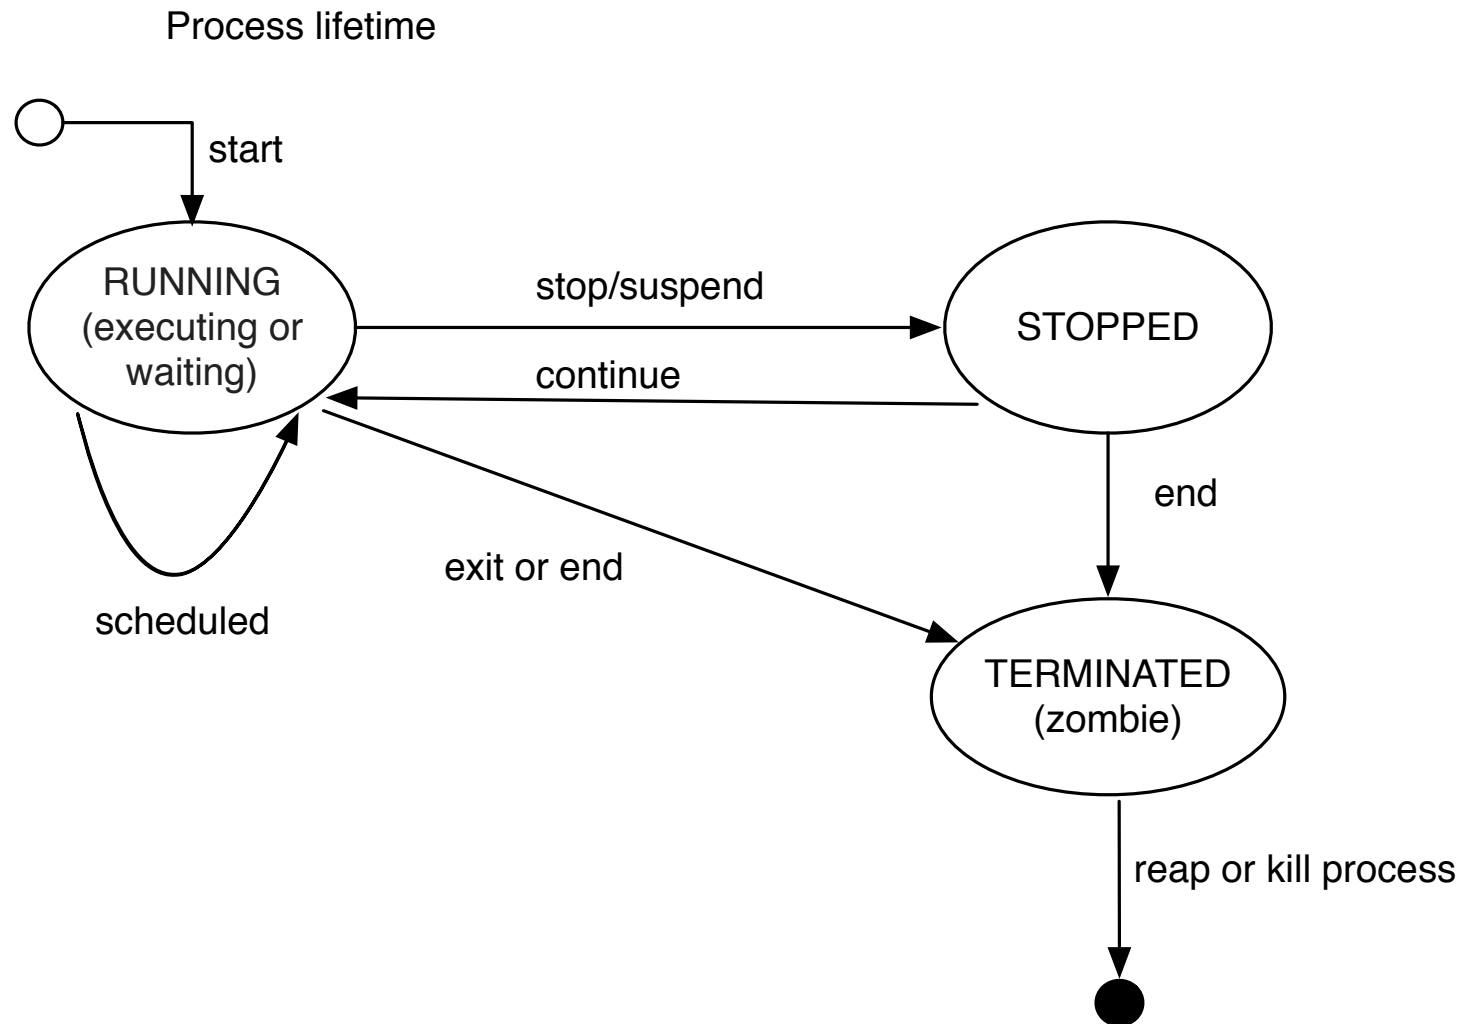 Process lifetime
start
RUNNING
(executing or
waiting)
stop/suspend
STOPPED
continue
end
exit or end
scheduled
TERMINATED
(zombie)
reap or kill process